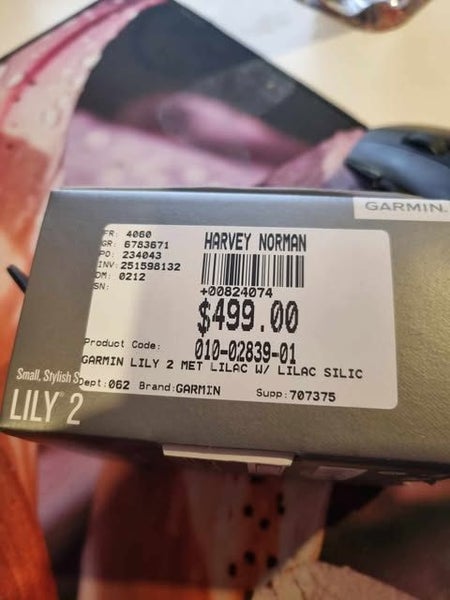 GARMIN.
FR: 4060
GR: 6783671
PO: 234043
INV: 251598132
DM: 0212
SN:
HARVEY NORMAN
+00824074
$499.00
Product Code: 010-02839-01
GARMIN LILY 2 MET LILAC W/ LILAC SILIC
Dept:062 Brand:GARMIN Supp:707375
Small, Stylish
LILY® 2